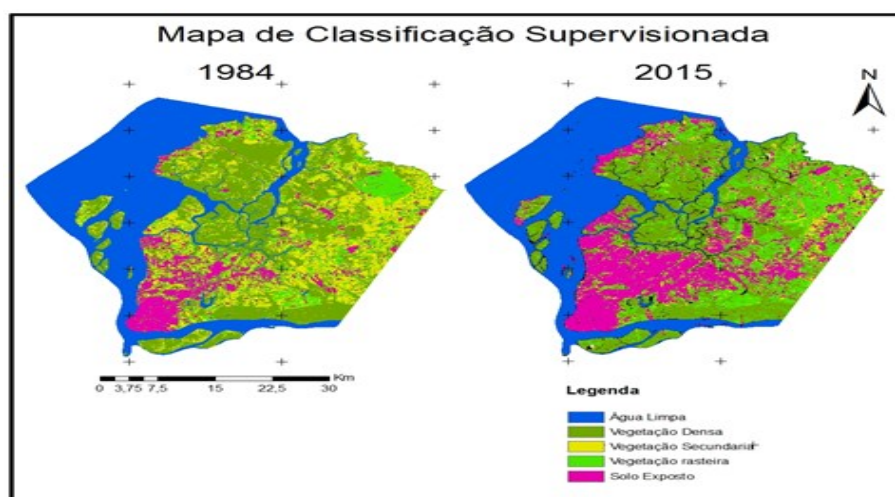 Mapa de Classificação Supervisionada
1984
2015
N
Km
0 3,75 7,5 15 22,5 30
Legenda
Água Limpa
Vegetação Densa
Vegetação Secundaria
Vegetação rasteira
Solo Exposto